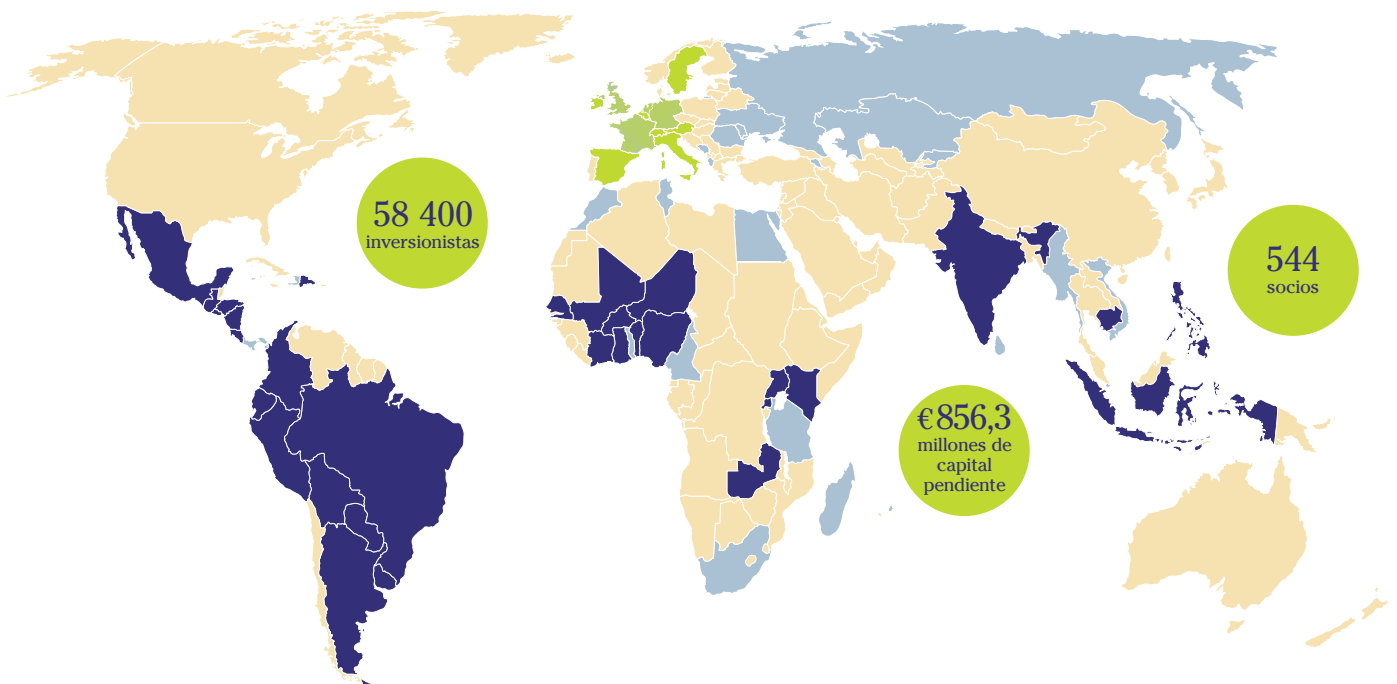 58 400
inversionistas
544
socios
€856,3
millones de
capital
pendiente